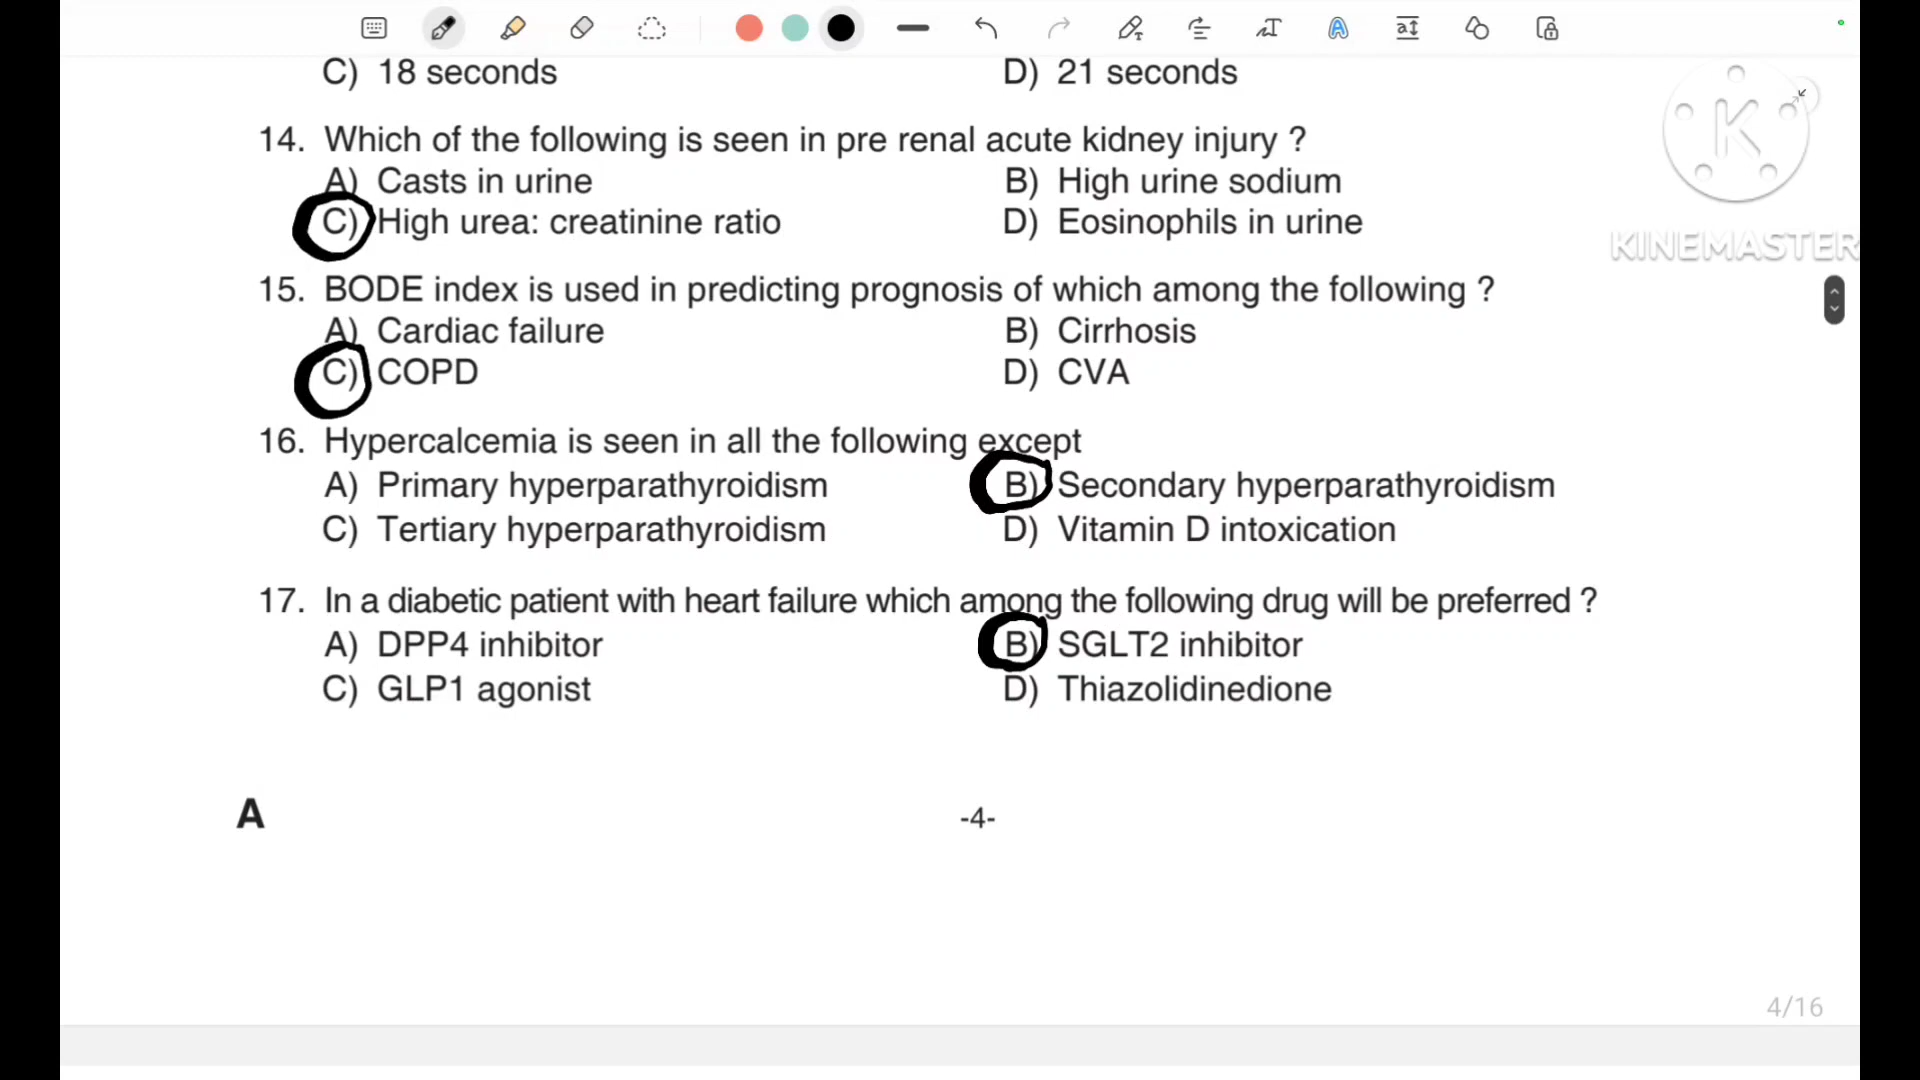 C) 18 seconds D) 21 seconds
14. Which of the following is seen in pre renal acute kidney injury ?
A) Casts in urine B) High urine sodium
C) High urea: creatinine ratio D) Eosinophils in urine
15. BODE index is used in predicting prognosis of which among the following ?
A) Cardiac failure B) Cirrhosis
C) COPD D) CVA
16. Hypercalcemia is seen in all the following except
A) Primary hyperparathyroidism B) Secondary hyperparathyroidism
C) Tertiary hyperparathyroidism D) Vitamin D intoxication
17. In a diabetic patient with heart failure which among the following drug will be preferred ?
A) DPP4 inhibitor B) SGLT2 inhibitor
C) GLP1 agonist D) Thiazolidinedione
A -4-
4/16
K
KINEMASTER